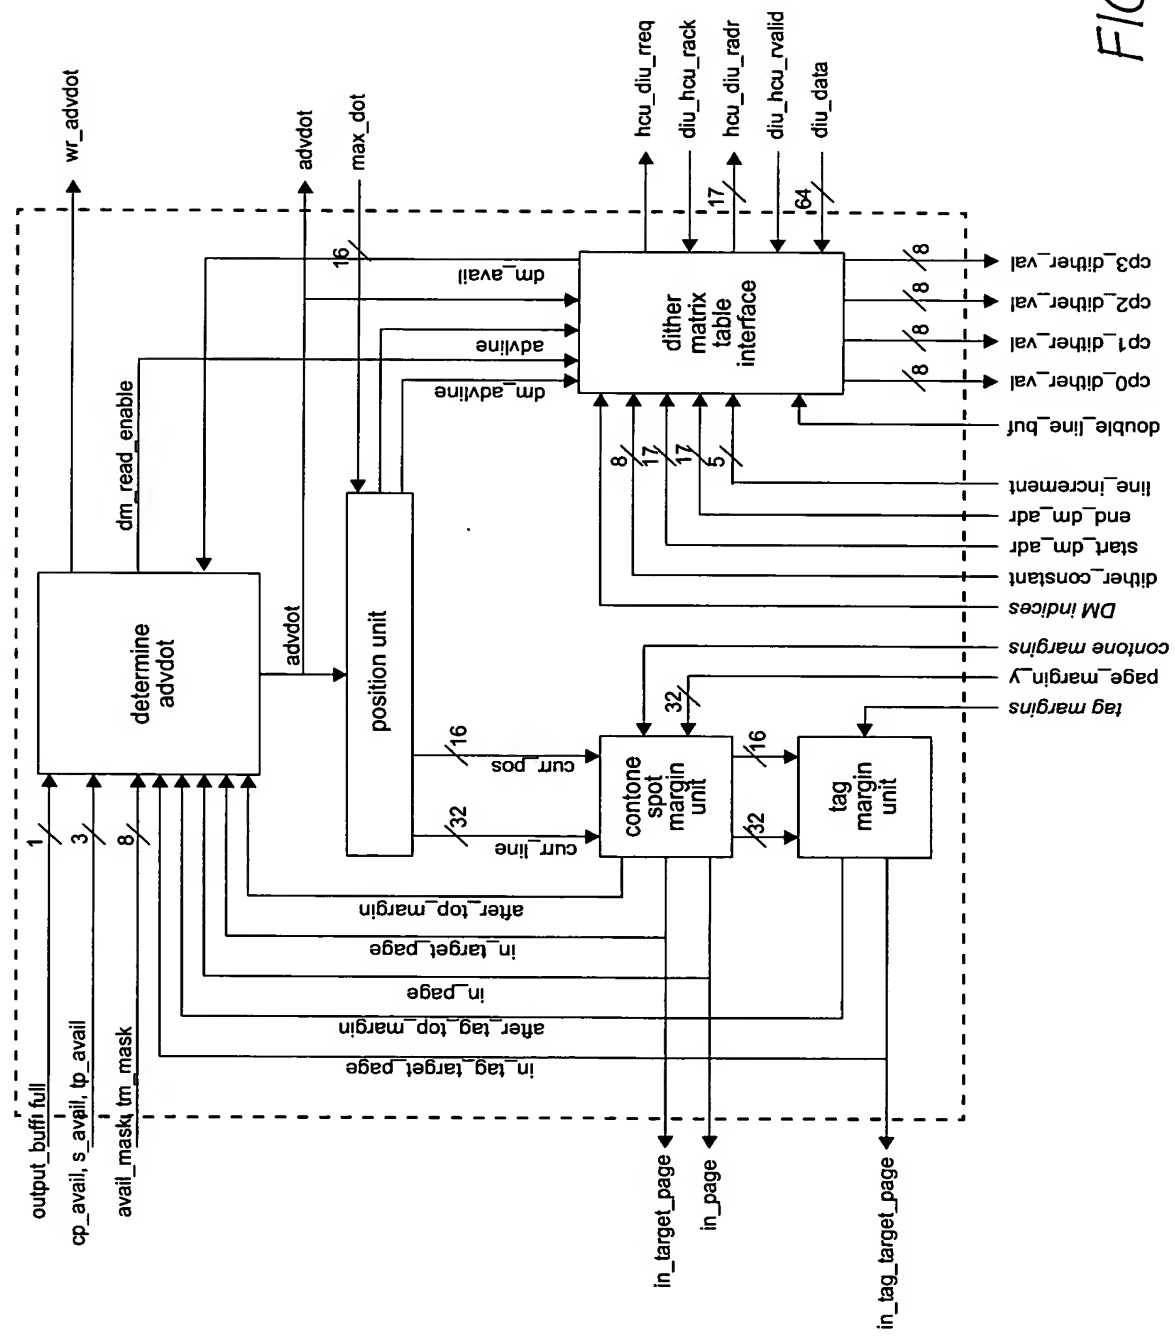 FIG
wr_advdot
advdot
max_dot
hcu_diu_rreq
diu_hcu_rack
hcu_diu_radr
diu_hcu_rvalid
diu_data
16
17
64
dm_avail
advline
dm_advline
dm_read_enable
advdot
determine
advdot
position unit
dither
matrix
table
interface
8
8
8
8
cp3_dither_val
cp2_dither_val
cp1_dither_val
cp0_dither_val
double_line_buf
line_increment
end_dm_adr
start_dm_adr
dither_constant
DM indices
8
17
17
5
contone margins
page_margin_y
tag margins
32
16
curr_pos
32
curr_line
contone
spot
margin
unit
16
32
tag
margin
unit
1
3
8
after_top_margin
in_target_page
in_page
after_tag_top_margin
in_tag_target_page
output_buff full
cp_avail, s_avail, tp_avail
avail_mask, tm_mask
in_target_page
in_page
in_tag_target_page